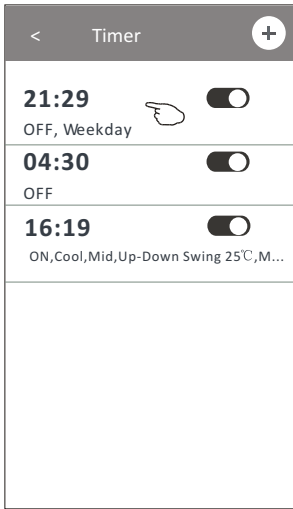 < Timer +
21:29
OFF, Weekday
04:30
OFF
16:19
ON,Cool,Mid,Up-Down Swing 25℃,M...